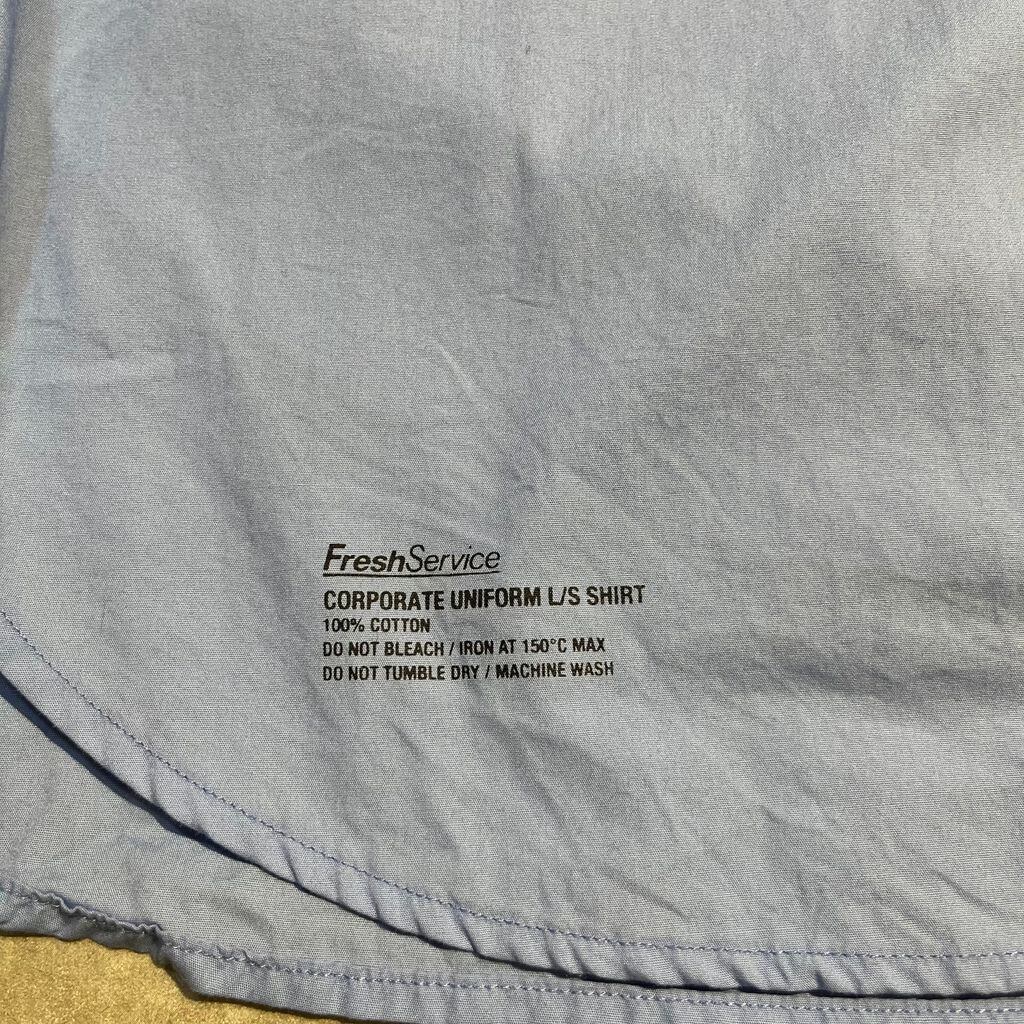 FreshService
CORPORATE UNIFORM L/S SHIRT
100% COTTON
DO NOT BLEACH / IRON AT 150°C MAX
DO NOT TUMBLE DRY / MACHINE WASH